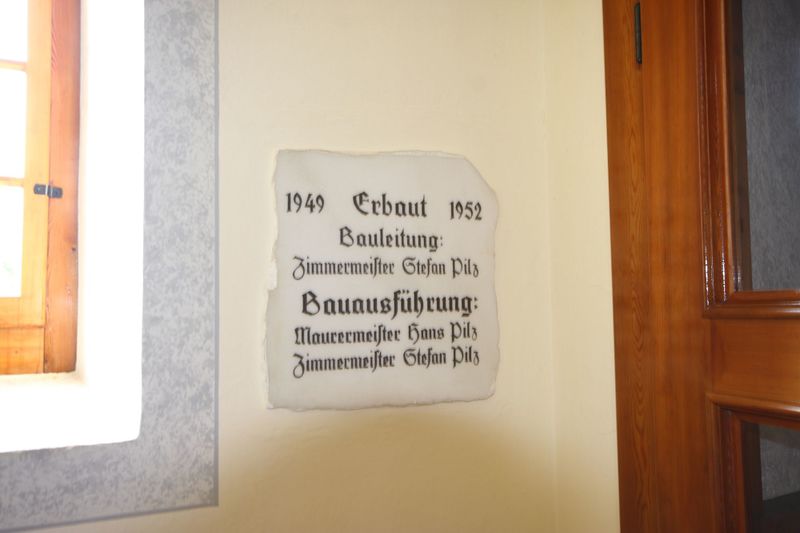 1949 Erbaut 1952
Bauleitung:
Zimmermeiſter Stefan Pilz
Bauausführung:
Maurermeiſter Hans Pilz
Zimmermeiſter Stefan Pilz